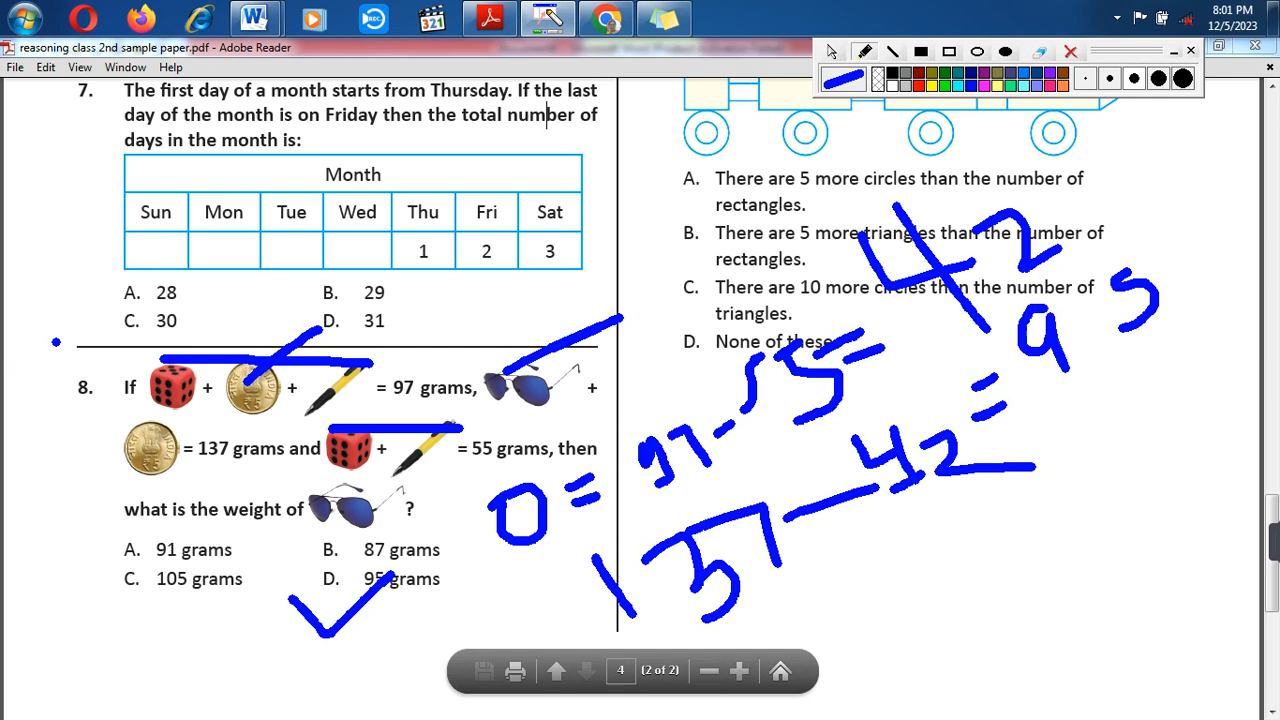 8:01 PM
12/5/2023
REC
321
reasoning class 2nd sample paper.pdf - Adobe Reader
File Edit View Window Help
7. The first day of a month starts from Thursday. If the last
day of the month is on Friday then the total number of
days in the month is:
Month
Sun Mon Tue Wed Thu Fri Sat
1 2 3
A. 28 B. 29
C. 30 D. 31
8. If + + = 97 grams, +
= 137 grams and + = 55 grams, then
what is the weight of ?
A. 91 grams B. 87 grams
C. 105 grams D. 95 grams
A. There are 5 more circles than the number of
rectangles.
B. There are 5 more triangles than the number of
rectangles.
C. There are 10 more circles than the number of
triangles.
D. None of these
42
95
0 = 97 - 55 =
137 - 42 =
4 (2 of 2)